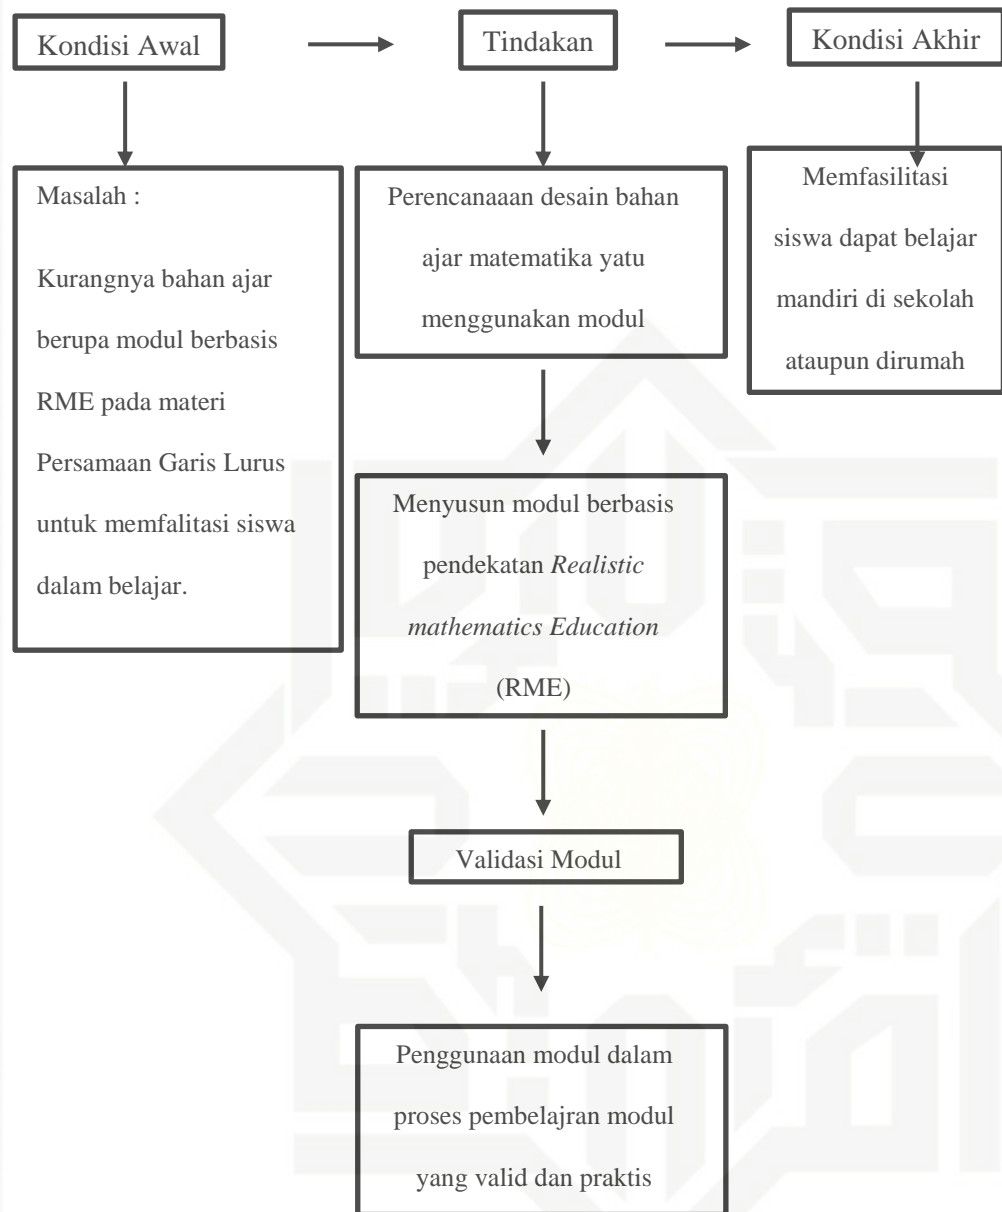 Kondisi Awal
Tindakan
Kondisi Akhir
Masalah :
Kurangnya bahan ajar
berupa modul berbasis
RME pada materi
Persamaan Garis Lurus
untuk memfalitasi siswa
dalam belajar.
Perencanaaan desain bahan
ajar matematika yatu
menggunakan modul
Memfasilitasi
siswa dapat belajar
mandiri di sekolah
ataupun dirumah
Menyusun modul berbasis
pendekatan Realistic
mathematics Education
(RME)
Validasi Modul
Penggunaan modul dalam
proses pembelajran modul
yang valid dan praktis